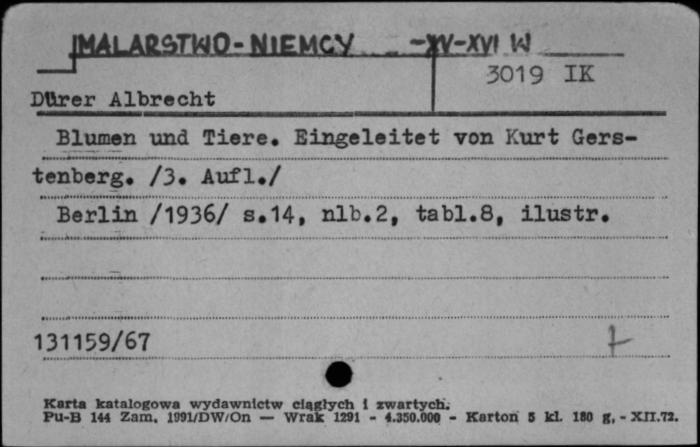 MALARSTWO - NIEMCY - XV-XVI W
3019 IK
Dürer Albrecht
Blumen und Tiere. Eingeleitet von Kurt Gers-
tenberg. /3. Aufl./
Berlin /1936/ s.14, nlb.2, tabl.8, ilustr.
131159/67
Karta katalogowa wydawnictw ciągłych i zwartych.
Pu-B 144 Zam. 1991/DW/On — Wrak 1291 - 4.350.000 - Karton 5 kl. 180 g, - XII.72.